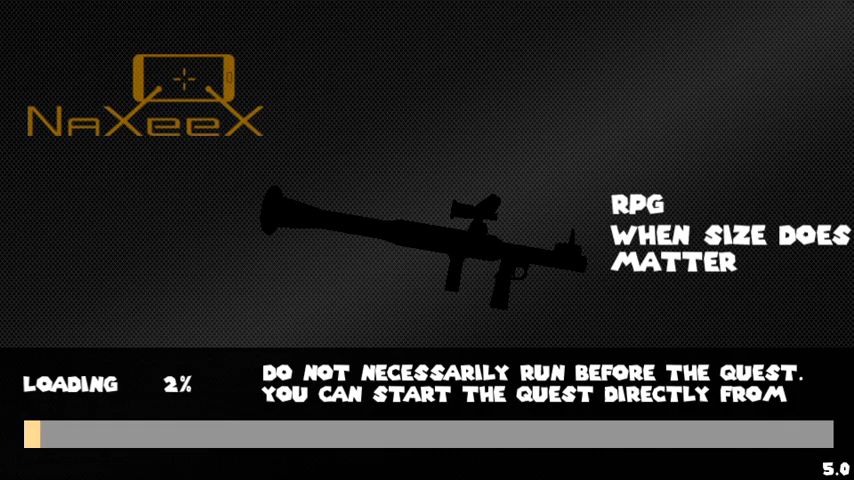 NaXeeX
RPG
WHEN SIZE DOES
MATTER
LOADING 2%
DO NOT NECESSARILY RUN BEFORE THE QUEST.
YOU CAN START THE QUEST DIRECTLY FROM
5.0